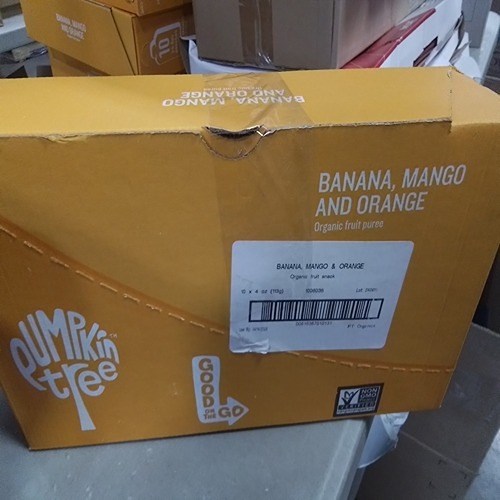 BANANA, MANGO
AND ORANGE
BANANA, MANGO
AND ORANGE
Organic fruit puree
BANANA, MANGO & ORANGE
Organic fruit snack
PUMPKIN
tree
GOOD
ON
THE
GO
NON
GMO
VERIFIED